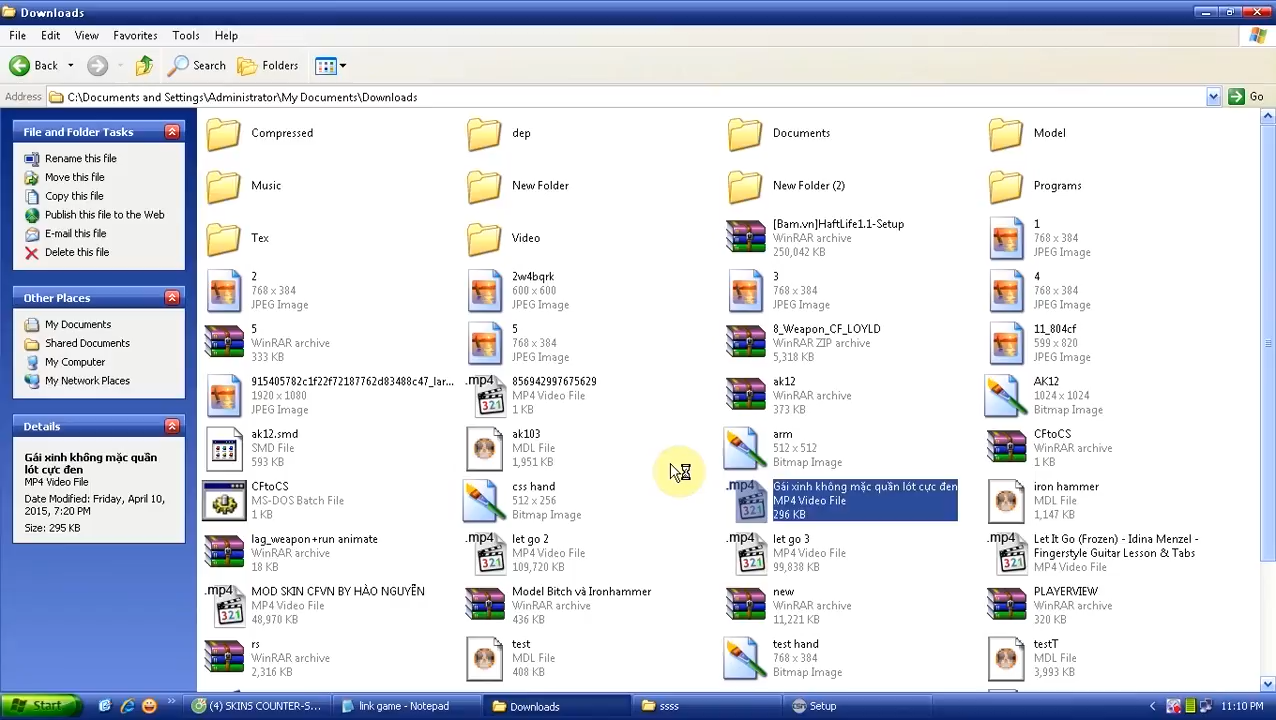 Downloads
File Edit View Favorites Tools Help
Back Search Folders
Address C:\Documents and Settings\Administrator\My Documents\Downloads Go
File and Folder Tasks
Rename this file
Move this file
Copy this file
Publish this file to the Web
E-mail this file
Delete this file
Other Places
My Documents
Shared Documents
My Computer
My Network Places
Details
Gái xinh không mặc quần
lót cực đen
MP4 Video File
Date Modified: Friday, April 10,
2015, 7:20 PM
Size: 295 KB
Compressed
dep
Documents
Model
Music
New Folder
New Folder (2)
Programs
Tex
Video
[Bam.vn]HaftLife1.1-Setup
WinRAR archive
250,042 KB
1
768 x 384
JPEG Image
2
768 x 384
JPEG Image
2w4bqrk
600 x 600
JPEG Image
3
768 x 384
JPEG Image
4
768 x 384
JPEG Image
5
WinRAR archive
333 KB
5
768 x 384
JPEG Image
8_Weapon_CF_LOYLD
WinRAR ZIP archive
5,318 KB
11_804cf
599 x 820
JPEG Image
915405782c1f22f72187762d83488c47_lar...
1920 x 1080
JPEG Image
.mp4
321
856942997675629
MP4 Video File
1 KB
ak12
WinRAR archive
373 KB
AK12
1024 x 1024
Bitmap Image
ak12.smd
SMD File
593 KB
ak103
MDL File
1,951 KB
arm
512 x 512
Bitmap Image
CFtoCS
WinRAR archive
1 KB
CFtoCS
MS-DOS Batch File
1 KB
css hand
512 x 256
Bitmap Image
.mp4
321
Gái xinh không mặc quần lót cực đen
MP4 Video File
296 KB
iron hammer
MDL File
1,147 KB
lag_weapon+run animate
WinRAR archive
18 KB
.mp4
321
let go 2
MP4 Video File
109,720 KB
.mp4
321
let go 3
MP4 Video File
99,838 KB
.mp4
321
Let It Go (Frozen) - Idina Menzel -
Fingerstyle Guitar Lesson & Tabs
MP4 Video File
.mp4
321
MOD SKIN CFVN BY HÀO NGUYỄN
MP4 Video File
48,970 KB
Model Bitch và Ironhammer
WinRAR archive
436 KB
new
WinRAR archive
11,221 KB
PLAYERVIEW
WinRAR archive
320 KB
rs
WinRAR archive
2,316 KB
test
MDL File
408 KB
test hand
768 x 384
Bitmap Image
testT
MDL File
3,993 KB
Start (4) SKINS COUNTER-S... link game - Notepad Downloads ssss Setup 11:10 PM